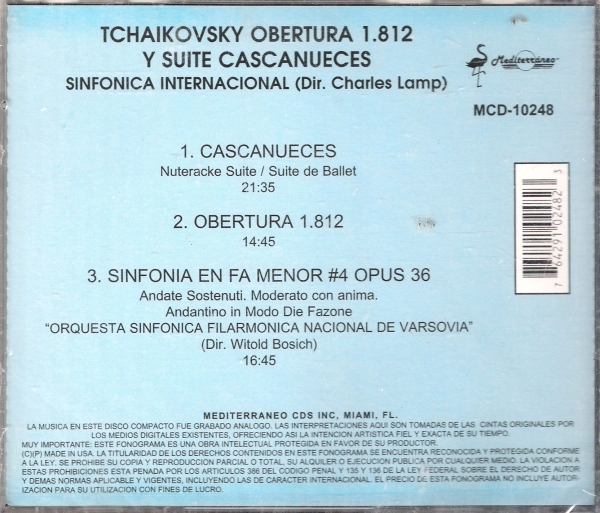 TCHAIKOVSKY OBERTURA 1.812
Y SUITE CASCANUECES
SINFONICA INTERNACIONAL (Dir. Charles Lamp)
Mediterráneo
MCD-10248
1. CASCANUECES
Nuteracke Suite / Suite de Ballet
21:35
2. OBERTURA 1.812
14:45
3. SINFONIA EN FA MENOR #4 OPUS 36
Andate Sostenuti. Moderato con anima.
Andantino in Modo Die Fazone
"ORQUESTA SINFONICA FILARMONICA NACIONAL DE VARSOVIA"
(Dir. Witold Bosich)
16:45
7 64291 02482 3
MEDITERRANEO CDS INC, MIAMI, FL.
LA MUSICA EN ESTE DISCO COMPACTO FUE GRABADO ANALOGO. LAS INTERPRETACIONES AQUI SON TOMADAS DE LAS CINTAS ORIGINALES POR
LOS MEDIOS DIGITALES EXISTENTES, OFRECIENDO ASI LA INTENCION ARTISTICA FIEL Y EXACTA DE SU TIEMPO.
MUY IMPORTANTE: ESTE FONOGRAMA ES UNA OBRA INTELECTUAL PROTEGIDA EN FAVOR DE SU PRODUCTOR.
(C)(P) MADE IN USA. LA TITULARIDAD DE LOS DERECHOS CONTENIDOS EN ESTE FONOGRAMA SE ENCUENTRA RECONOCIDA Y PROTEGIDA CONFORME
A LA LEY. SE PROHIBE SU COPIA Y REPRODUCCION PARCIAL O TOTAL, SU ALQUILER O EJECUCION PUBLICA POR CUALQUIER MEDIO. LA VIOLACION A
ESTAS PROHIBICIONES ESTA PENADA POR LOS ARTICULOS 386 DEL CODIGO PENAL Y 135 Y 136 DE LA LEY FEDERAL SOBRE EL DERECHO DE AUTOR
Y DEMAS NORMAS APLICABLE Y VIGENTES, INCLUYENDO LAS DE CARACTER INTERNACIONAL. EL PRECIO DE ESTA FONOGRAMA NO INCLUYE AUTOR-
IZACION PARA SU UTILIZACION CON FINES DE LUCRO.